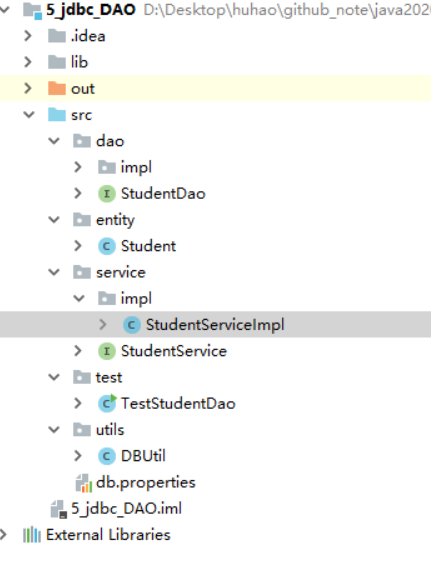 5_jdbc_DAO D:\Desktop\huhao\github_note\java202
.idea
lib
out
src
dao
impl
I StudentDao
entity
C Student
service
impl
C StudentServiceImpl
I StudentService
test
C TestStudentDao
utils
C DBUtil
db.properties
5_jdbc_DAO.iml
External Libraries